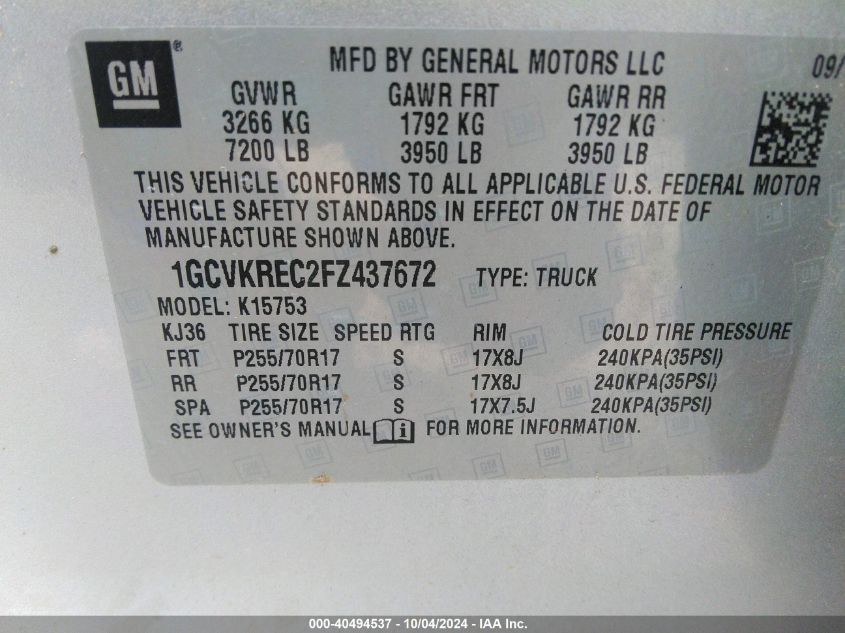 GM®
MFD BY GENERAL MOTORS LLC 09/
GVWR GAWR FRT GAWR RR
3266 KG 1792 KG 1792 KG
7200 LB 3950 LB 3950 LB
THIS VEHICLE CONFORMS TO ALL APPLICABLE U.S. FEDERAL MOTOR
VEHICLE SAFETY STANDARDS IN EFFECT ON THE DATE OF
MANUFACTURE SHOWN ABOVE.
1GCVKREC2FZ437672 TYPE: TRUCK
MODEL: K15753
KJ36 TIRE SIZE SPEED RTG RIM COLD TIRE PRESSURE
FRT P255/70R17 S 17X8J 240KPA(35PSI)
RR P255/70R17 S 17X8J 240KPA(35PSI)
SPA P255/70R17 S 17X7.5J 240KPA(35PSI)
SEE OWNER'S MANUAL i FOR MORE INFORMATION.
000-40494537 - 10/04/2024 - IAA Inc.